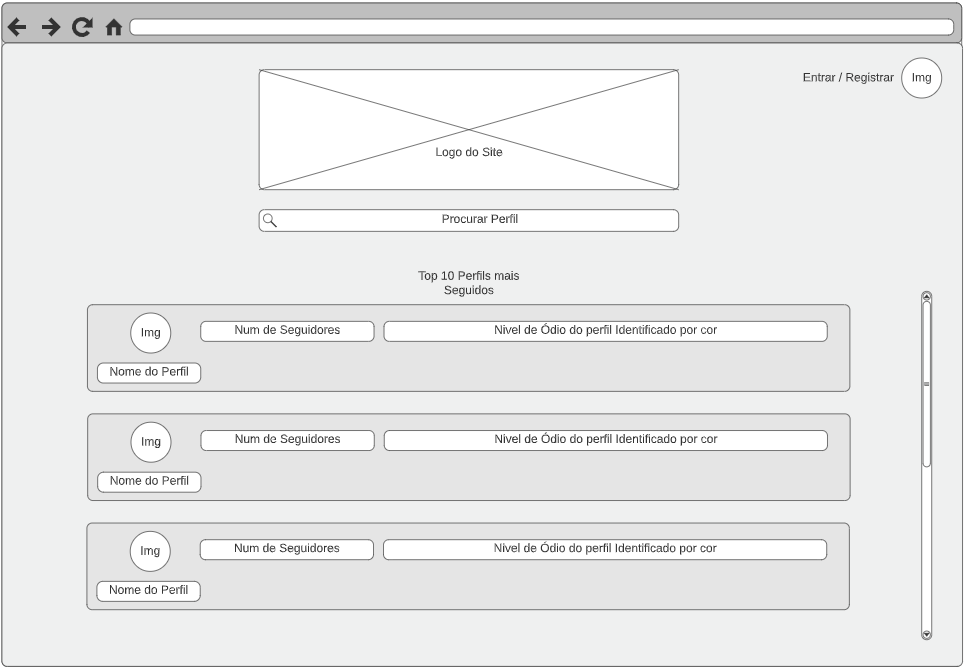 Entrar / Registrar
Img
Logo do Site
Procurar Perfil
Top 10 Perfils mais
Seguidos
Img
Num de Seguidores
Nivel de Ódio do perfil Identificado por cor
Nome do Perfil
Img
Num de Seguidores
Nivel de Ódio do perfil Identificado por cor
Nome do Perfil
Img
Num de Seguidores
Nivel de Ódio do perfil Identificado por cor
Nome do Perfil